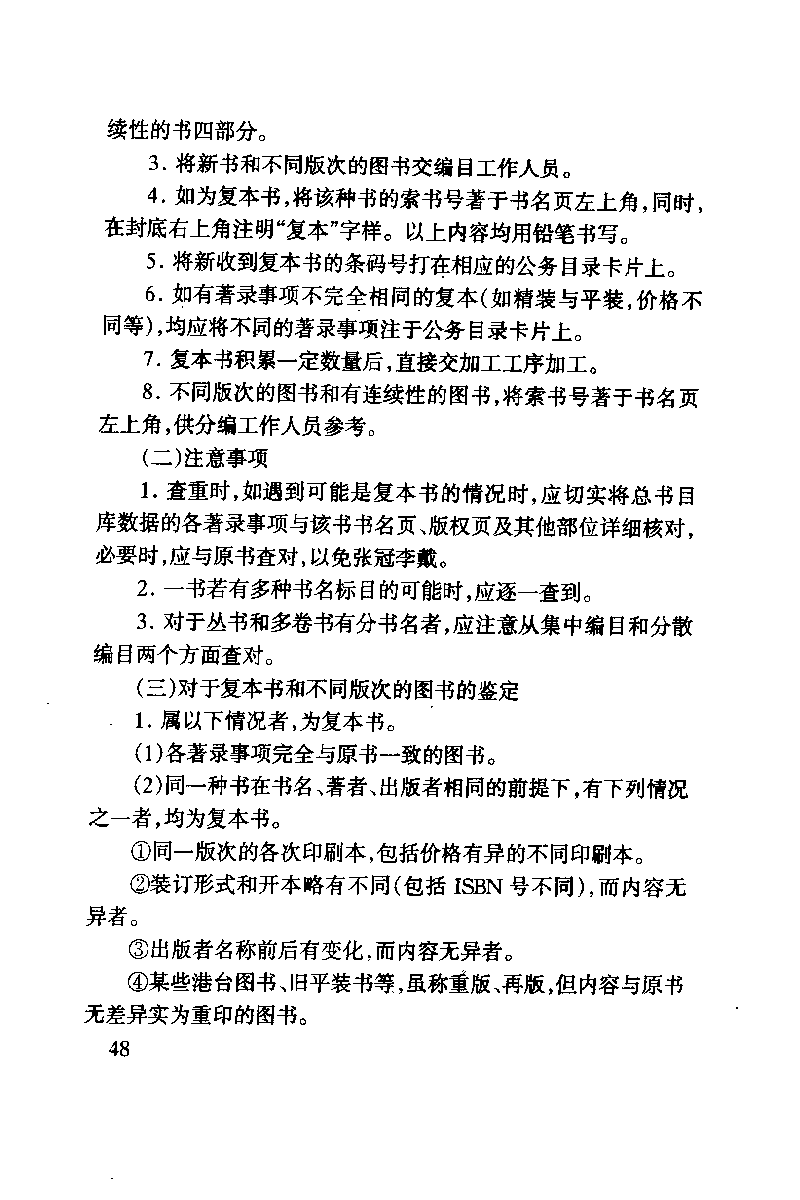 续性的书四部分。
3. 将新书和不同版次的图书交编目工作人员。
4. 如为复本书,将该种书的索书号著于书名页左上角,同时,
在封底右上角注明“复本”字样。以上内容均用铅笔书写。
5. 将新收到复本书的条码号打在相应的公务目录卡片上。
6. 如有著录事项不完全相同的复本(如精装与平装,价格不
同等),均应将不同的著录事项注于公务目录卡片上。
7. 复本书积累一定数量后,直接交加工工序加工。
8. 不同版次的图书和有连续性的图书,将索书号著于书名页
左上角,供分编工作人员参考。
(二)注意事项
1. 查重时,如遇到可能是复本书的情况时,应切实将总书目
库数据的各著录事项与该书书名页、版权页及其他部位详细核对,
必要时,应与原书查对,以免张冠李戴。
2. 一书若有多种书名标目的可能时,应逐一查到。
3. 对于丛书和多卷书有分书名者,应注意从集中编目和分散
编目两个方面查对。
(三)对于复本书和不同版次的图书的鉴定
1. 属以下情况者,为复本书。
(1)各著录事项完全与原书一致的图书。
(2)同一种书在书名、著者、出版者相同的前提下,有下列情况
之一者,均为复本书。
①同一版次的各次印刷本,包括价格有异的不同印刷本。
②装订形式和开本略有不同(包括 ISBN 号不同),而内容无
异者。
③出版者名称前后有变化,而内容无异者。
④某些港台图书、旧平装书等,虽称重版、再版,但内容与原书
无差异实为重印的图书。
48